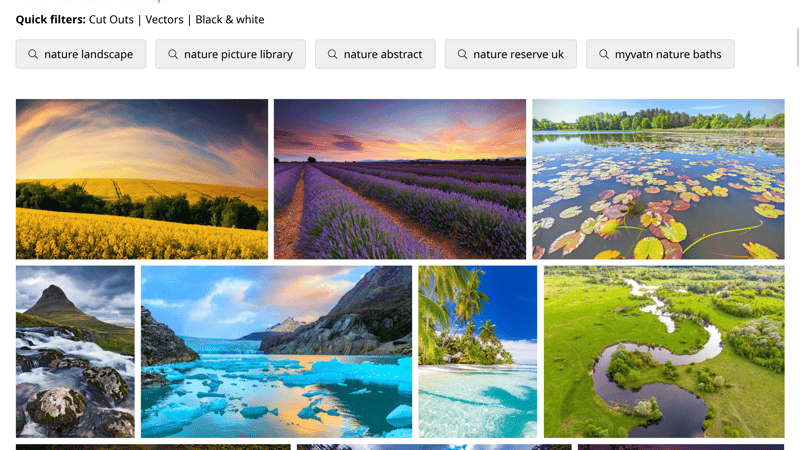 Quick filters: Cut Outs | Vectors | Black & white
nature landscape
nature picture library
nature abstract
nature reserve uk
myvatn nature baths